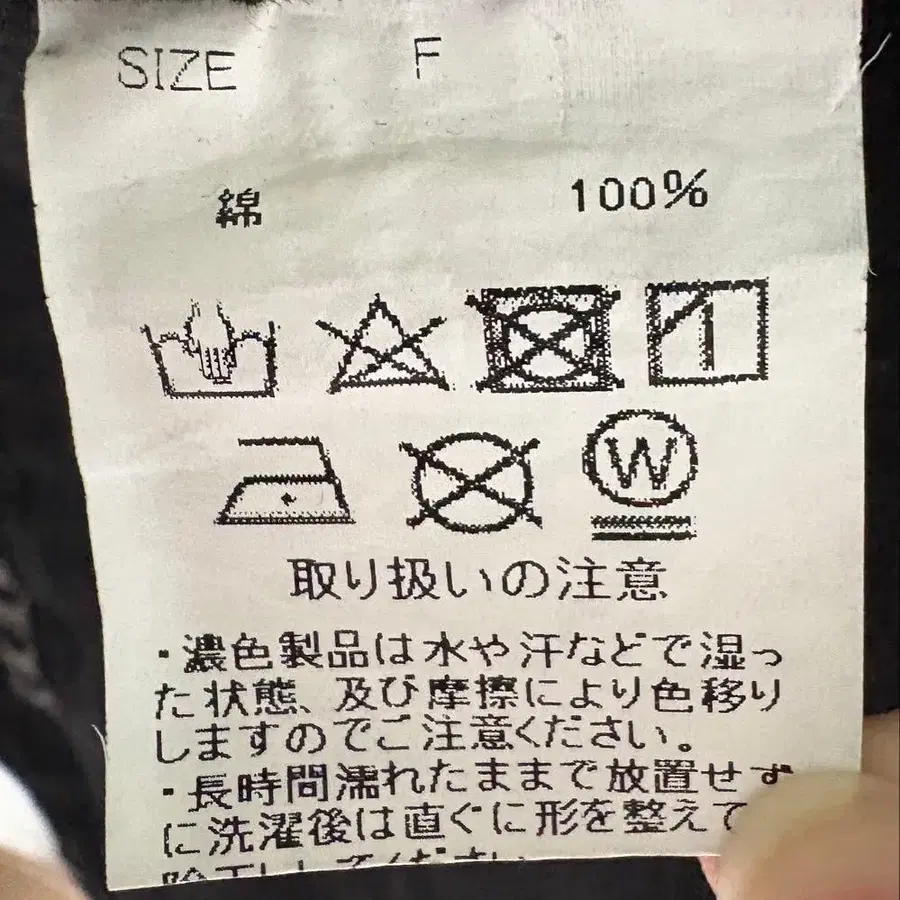 SIZE F
綿 100%
W
取り扱いの注意
・濃色製品は水や汗などで湿っ
た状態、及び摩擦により色移り
しますのでご注意ください。
・長時間濡れたままで放置せず
に洗濯後は直ぐに形を整えて